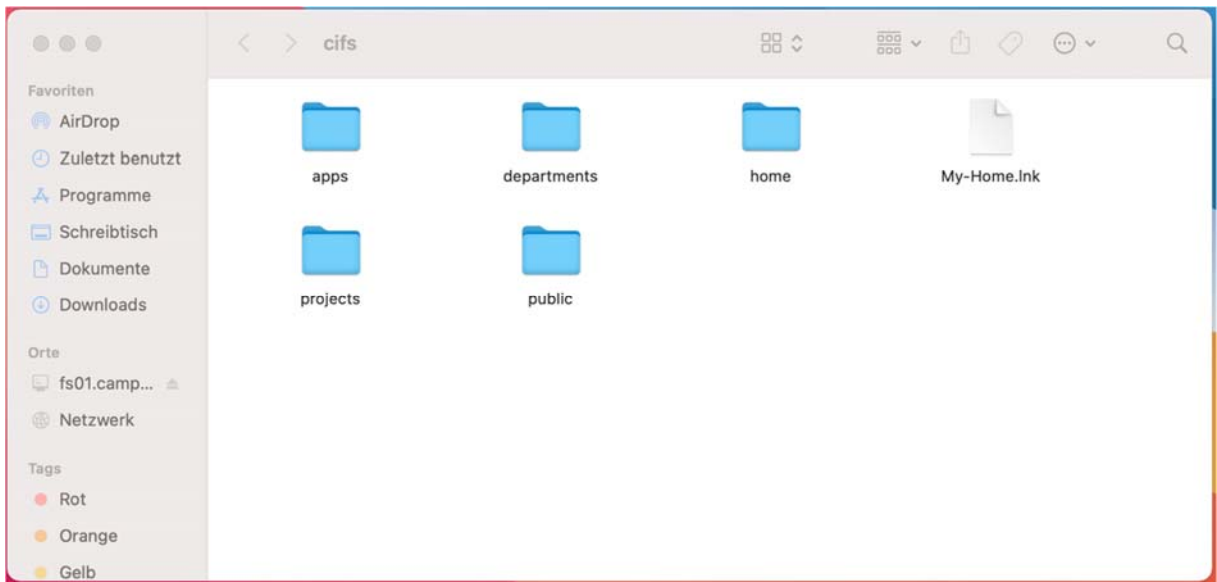 cifs
Favoriten
AirDrop
Zuletzt benutzt
Programme
Schreibtisch
Dokumente
Downloads
Orte
fs01.camp...
Netzwerk
Tags
Rot
Orange
Gelb
apps departments home My-Home.lnk
projects public